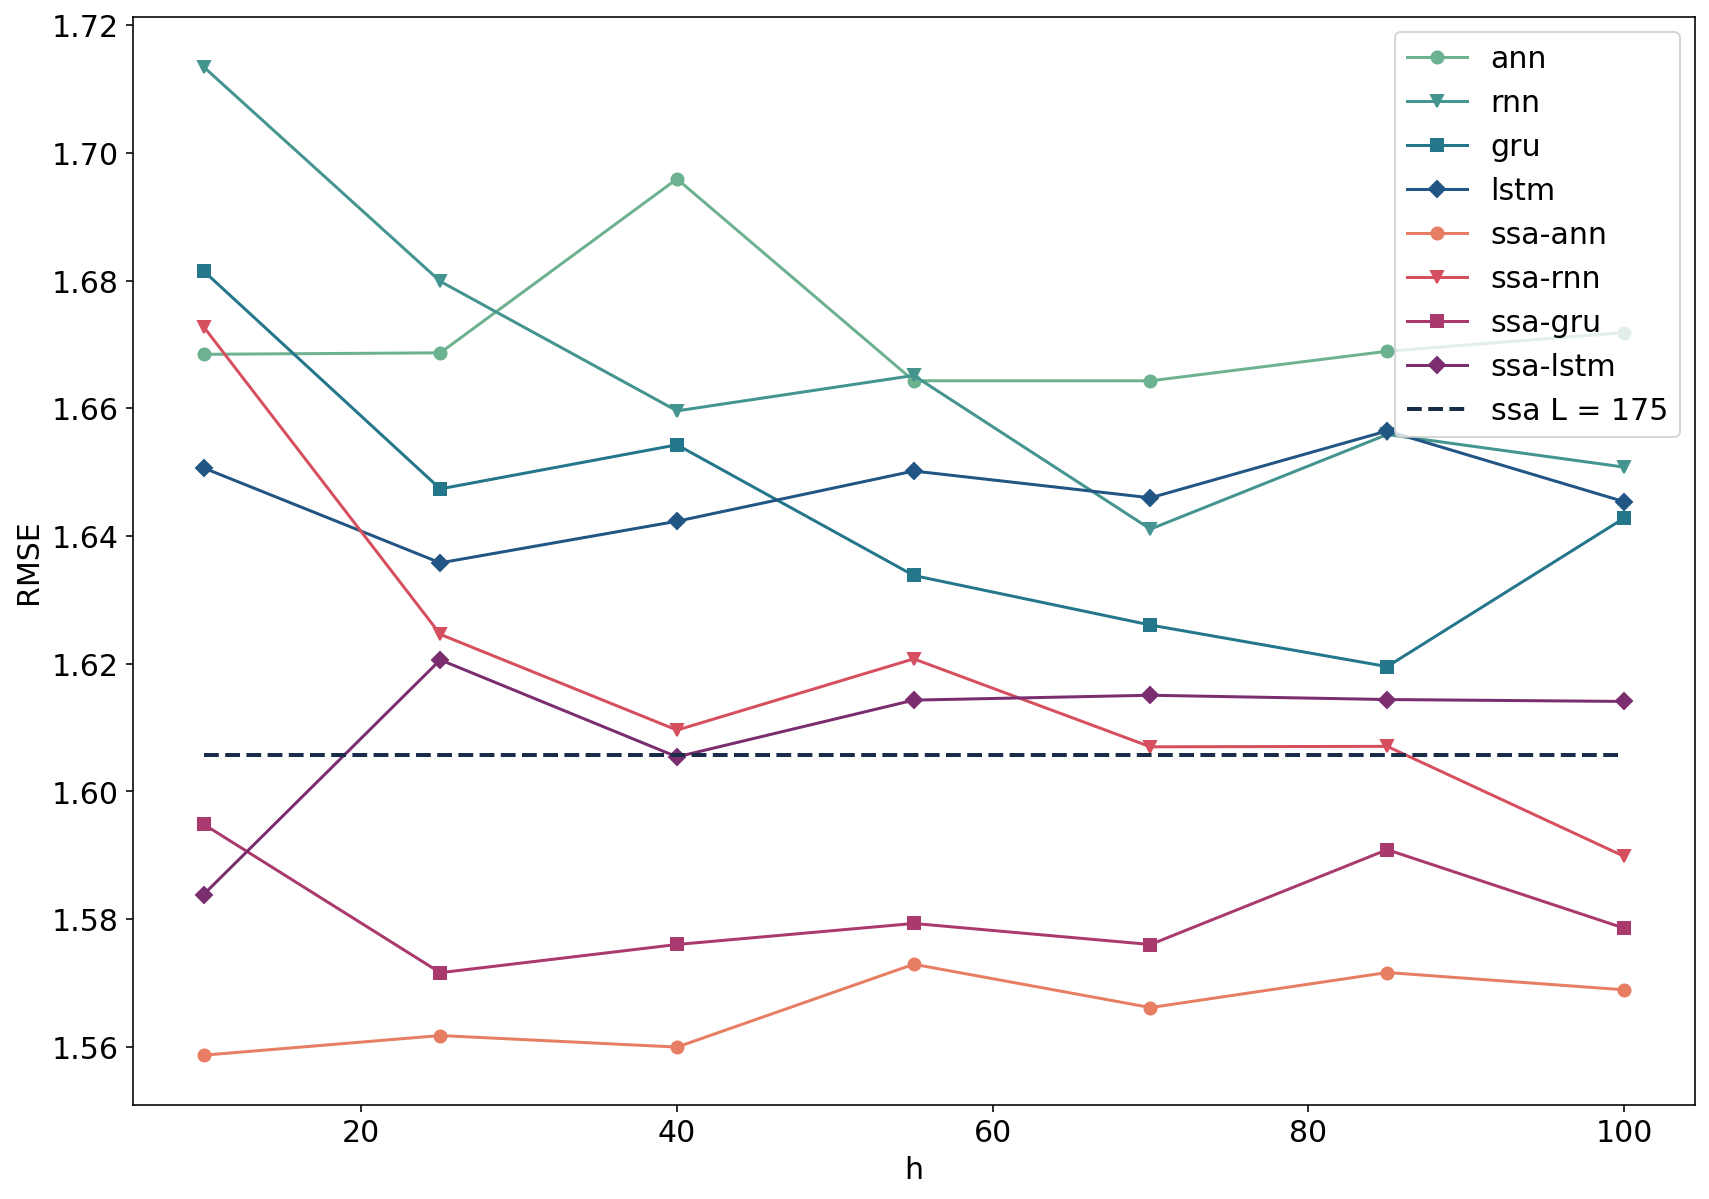 1.72
1.70
1.68
1.66
1.64
1.62
1.60
1.58
1.56
RMSE
20
40
60
80
100
h
ann
rnn
gru
lstm
ssa-ann
ssa-rnn
ssa-gru
ssa-lstm
ssa L = 175